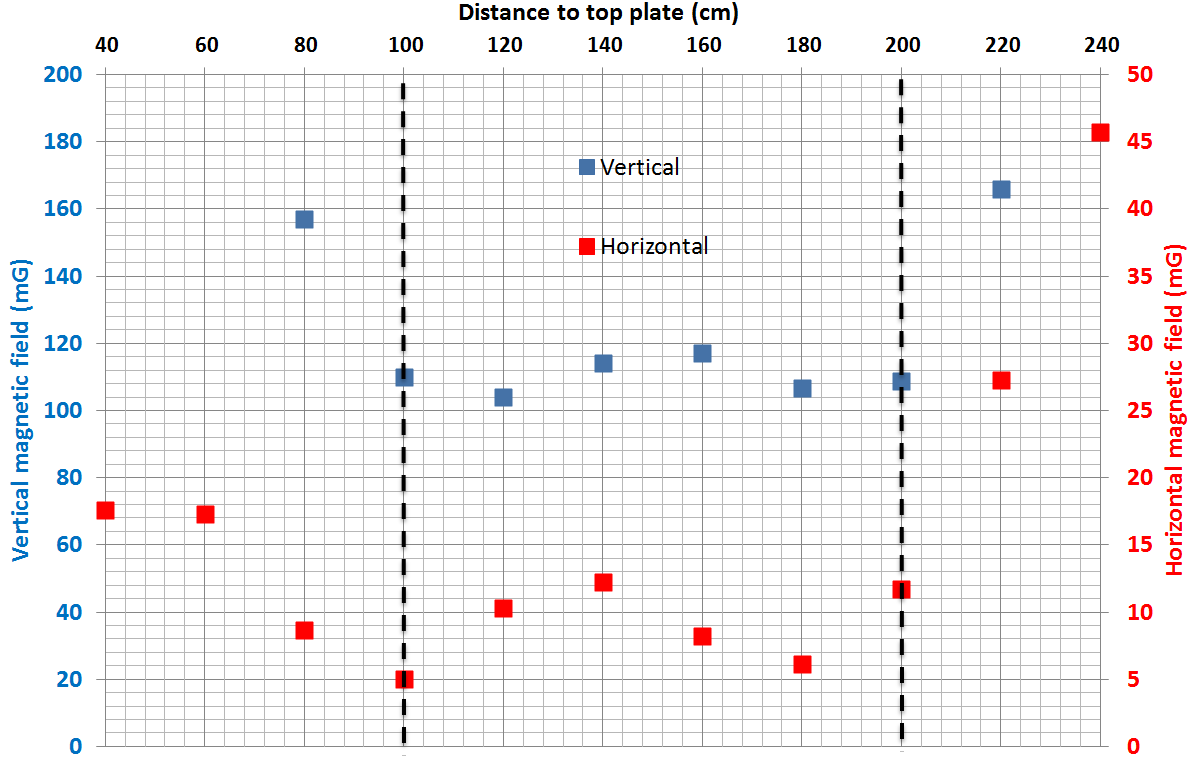 Distance to top plate (cm)
40 60 80 100 120 140 160 180 200 220 240
200 50
180 45
Vertical
160 40
Horizontal
140 35
120 30
100 25
80 20
60 15
40 10
20 5
0 0
Vertical magnetic field (mG)
Horizontal magnetic field (mG)